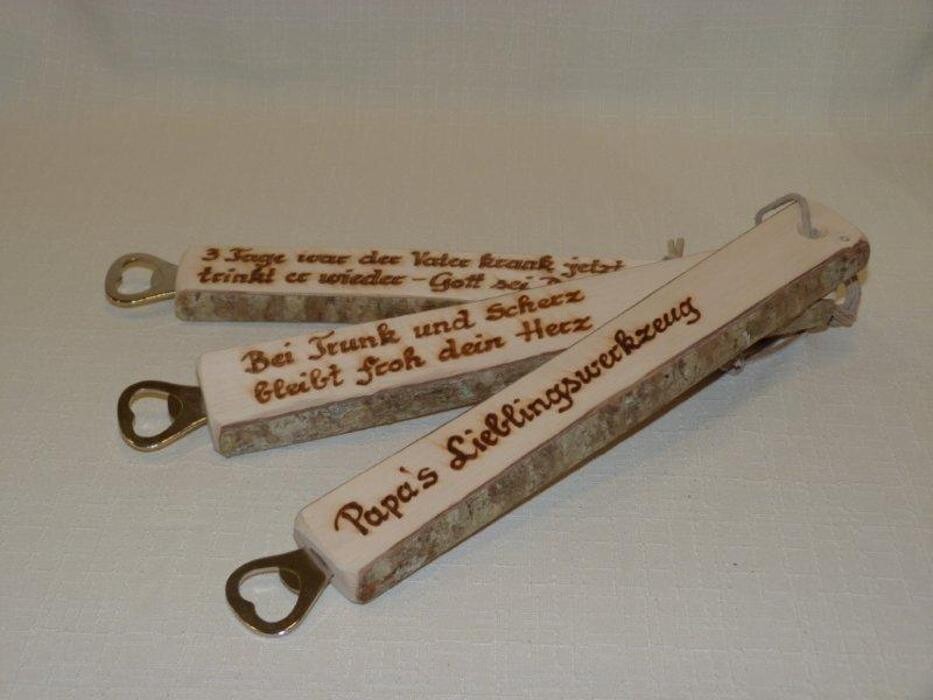 3 Tage war der Vater krank jetzt
trinkt er wieder - Gott sei
Bei Trunk und Scherz
bleibt froh dein Herz
Papa's Lieblingswerkzeug